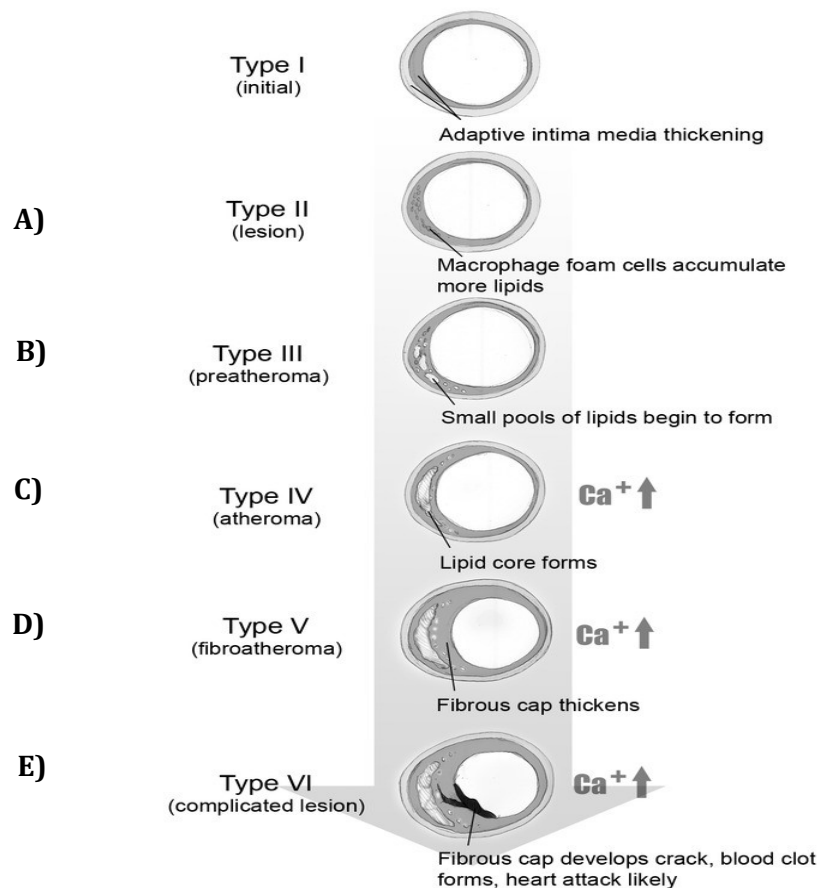 Type I
(initial)
Adaptive intima media thickening
A)
Type II
(lesion)
Macrophage foam cells accumulate
more lipids
B)
Type III
(preatheroma)
Small pools of lipids begin to form
C)
Type IV
(atheroma)
Ca⁺
Lipid core forms
D)
Type V
(fibroatheroma)
Ca⁺
Fibrous cap thickens
E)
Type VI
(complicated lesion)
Ca⁺
Fibrous cap develops crack, blood clot
forms, heart attack likely